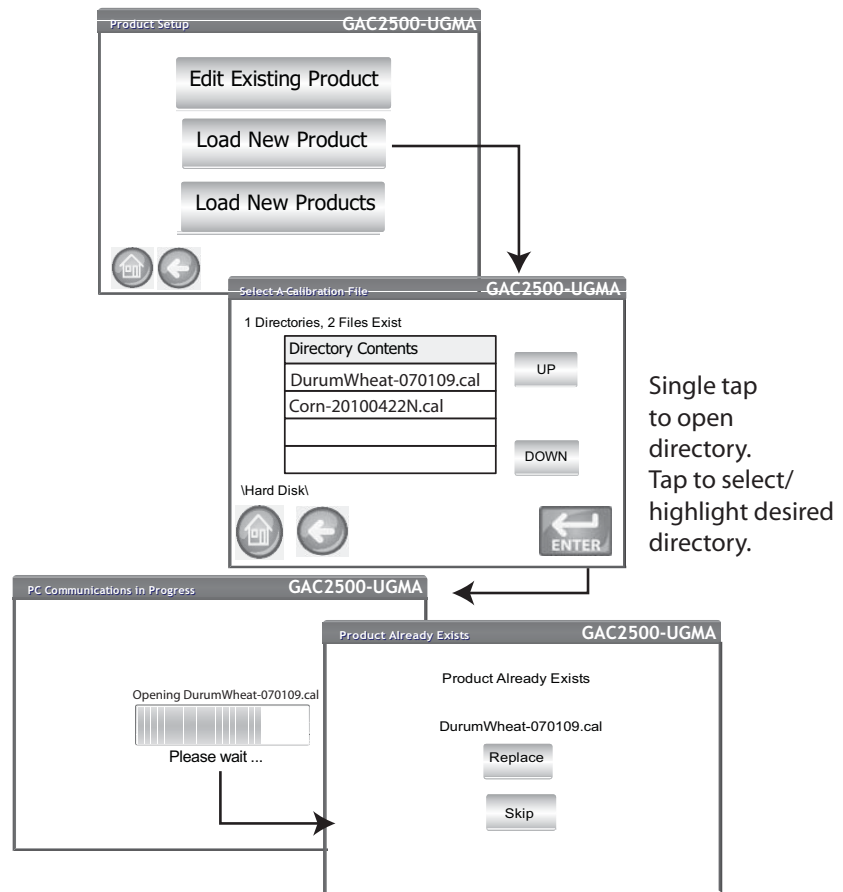 Product Setup GAC2500-UGMA
Edit Existing Product
Load New Product
Load New Products
Select A Calibration File GAC2500-UGMA
1 Directories, 2 Files Exist
Directory Contents
DurumWheat-070109.cal
Corn-20100422N.cal
UP
DOWN
\Hard Disk\
ENTER
Single tap
to open
directory.
Tap to select/
highlight desired
directory.
PC Communications in Progress GAC2500-UGMA
Opening DurumWheat-070109.cal
Please wait ...
Product Already Exists GAC2500-UGMA
Product Already Exists
DurumWheat-070109.cal
Replace
Skip